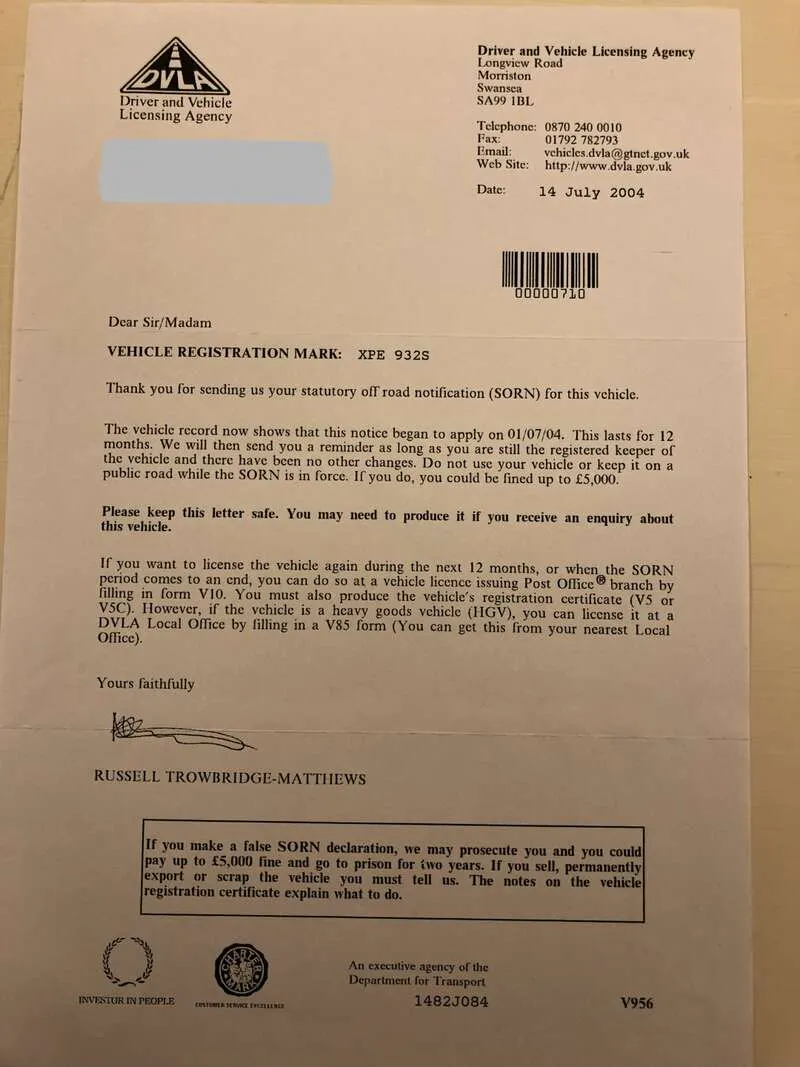 DVLA
Driver and Vehicle
Licensing Agency
Driver and Vehicle Licensing Agency
Longview Road
Morriston
Swansea
SA99 1BL
Telephone: 0870 240 0010
Fax: 01792 782793
Email: vehicles.dvla@gtnet.gov.uk
Web Site: http://www.dvla.gov.uk
Date: 14 July 2004
00000710
Dear Sir/Madam
VEHICLE REGISTRATION MARK: XPE 932S
Thank you for sending us your statutory off road notification (SORN) for this vehicle.
The vehicle record now shows that this notice began to apply on 01/07/04. This lasts for 12
months. We will then send you a reminder as long as you are still the registered keeper of
the vehicle and there have been no other changes. Do not use your vehicle or keep it on a
public road while the SORN is in force. If you do, you could be fined up to £5,000.
Please keep this letter safe. You may need to produce it if you receive an enquiry about
this vehicle.
If you want to license the vehicle again during the next 12 months, or when the SORN
period comes to an end, you can do so at a vehicle licence issuing Post Office® branch by
filling in form V10. You must also produce the vehicle's registration certificate (V5 or
V5C). However, if the vehicle is a heavy goods vehicle (HGV), you can license it at a
DVLA Local Office by filling in a V85 form (You can get this from your nearest Local
Office).
Yours faithfully
RUSSELL TROWBRIDGE-MATTHEWS
If you make a false SORN declaration, we may prosecute you and you could
pay up to £5,000 fine and go to prison for two years. If you sell, permanently
export or scrap the vehicle you must tell us. The notes on the vehicle
registration certificate explain what to do.
INVESTOR IN PEOPLE
CHARTER MARK
CUSTOMER SERVICE EXCELLENCE
An executive agency of the
Department for Transport
1482J084
V956